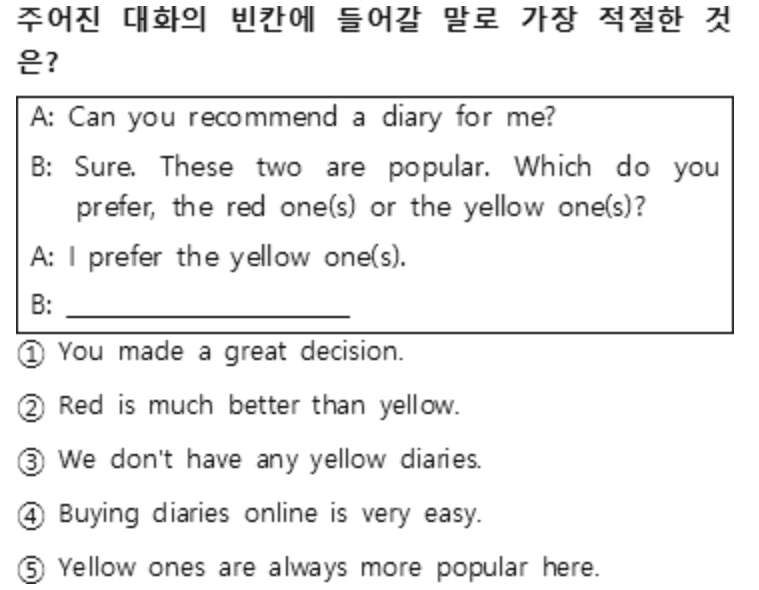 주어진 대화의 빈칸에 들어갈 말로 가장 적절한 것
은?
A: Can you recommend a diary for me?
B: Sure. These two are popular. Which do you
prefer, the red one(s) or the yellow one(s)?
A: I prefer the yellow one(s).
B: ____________________
① You made a great decision.
② Red is much better than yellow.
③ We don't have any yellow diaries.
④ Buying diaries online is very easy.
⑤ Yellow ones are always more popular here.